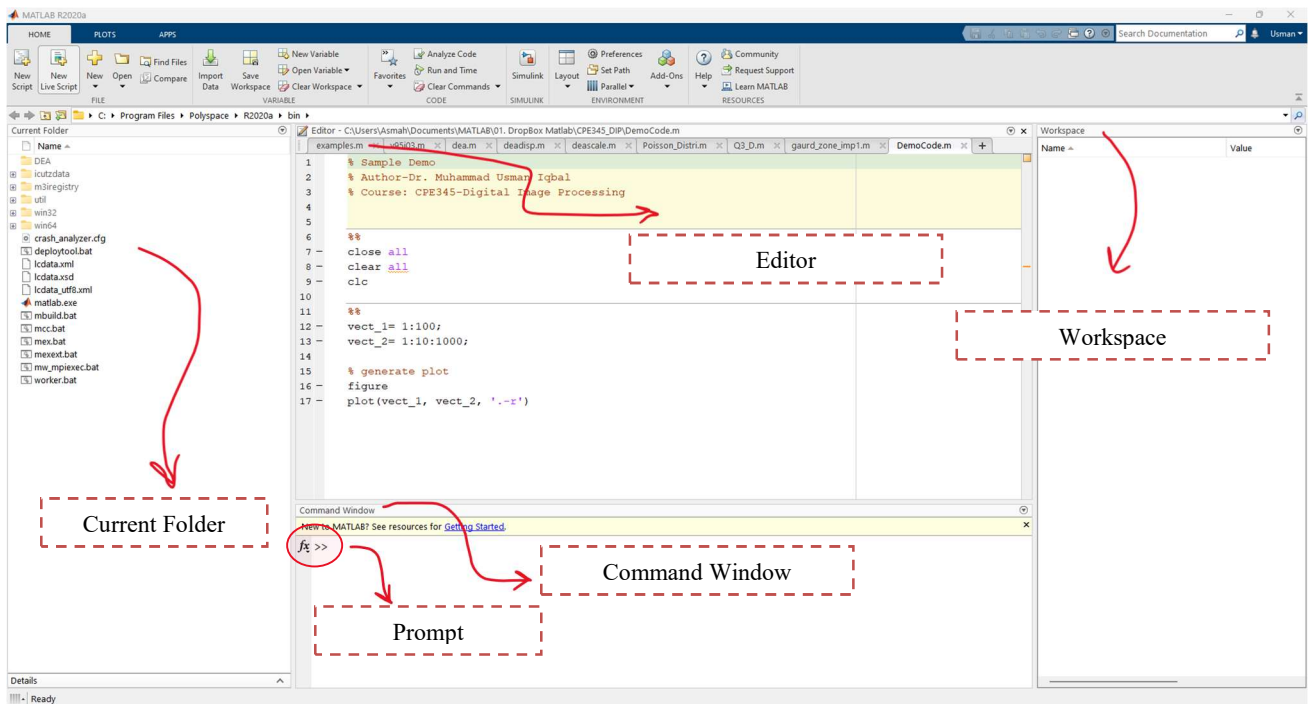 MATLAB R2020a
HOME PLOTS APPS
Search Documentation
Usman
New Script
New Live Script
New
Open
Find Files
Compare
Import Data
Save Workspace
New Variable
Open Variable
Clear Workspace
Favorites
Analyze Code
Run and Time
Clear Commands
Simulink
Layout
Preferences
Set Path
Parallel
Add-Ons
Help
Community
Request Support
Learn MATLAB
FILE VARIABLE CODE SIMULINK ENVIRONMENT RESOURCES
C: Program Files Polyspace R2020a bin
Current Folder
Name
DEA
icutzdata
m3iregistry
util
win32
win64
crash_analyzer.cfg
deploytool.bat
lcdata.xml
lcdata.xsd
lcdata_utf8.xml
matlab.exe
mbuild.bat
mcc.bat
mex.bat
mexext.bat
mw_mpiexec.bat
worker.bat
Current Folder
Details
Ready
Editor - C:\Users\Asmah\Documents\MATLAB\01. DropBox Matlab\CPE345_DIP\DemoCode.m
examples.m v95i03.m dea.m deadisp.m deascale.m Poisson_Distri.m Q3_D.m gaurd_zone_imp1.m DemoCode.m +
1 % Sample Demo
2 % Author-Dr. Muhammad Usman Iqbal
3 % Course: CPE345-Digital Image Processing
4
5
6 %%
7 — close all
8 — clear all
9 — clc
10
11 %%
12 — vect_1= 1:100;
13 — vect_2= 1:10:1000;
14
15 % generate plot
16 — figure
17 — plot(vect_1, vect_2, '.-r')
Editor
Command Window
New to MATLAB? See resources for Getting Started.
fx >>
Command Window
Prompt
Workspace
Name Value
Workspace